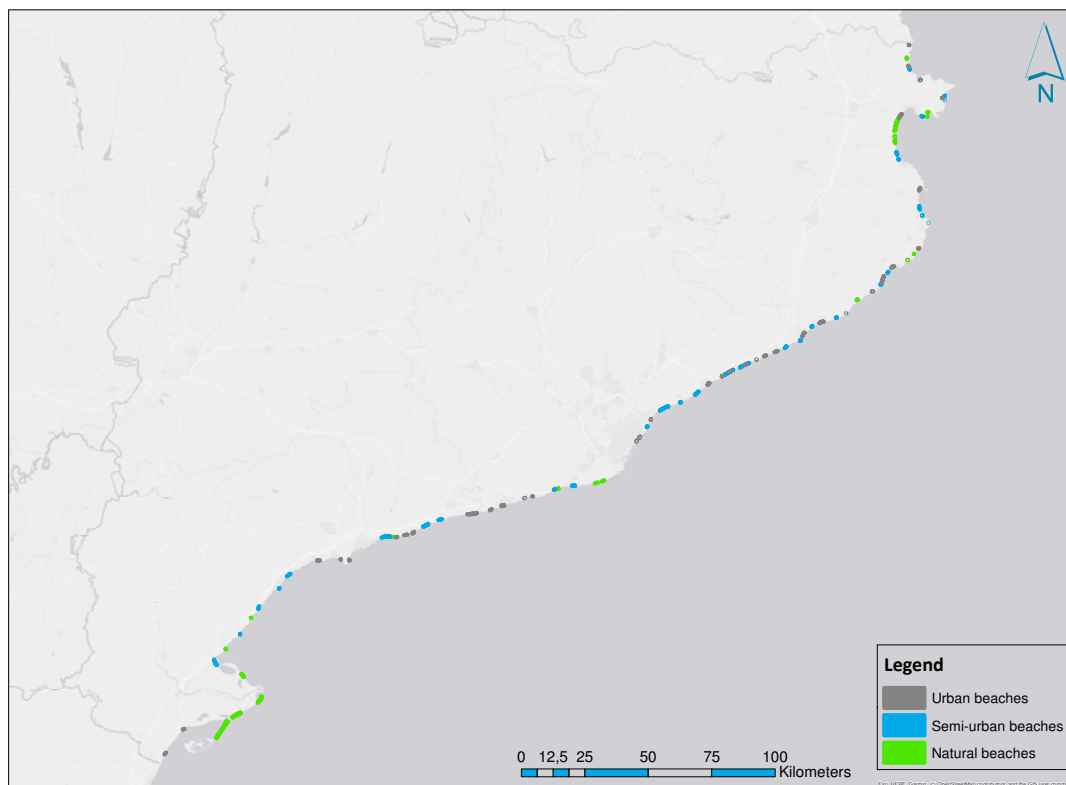 N
Legend
Urban beaches
Semi-urban beaches
Natural beaches
0 12,5 25 50 75 100
Kilometers